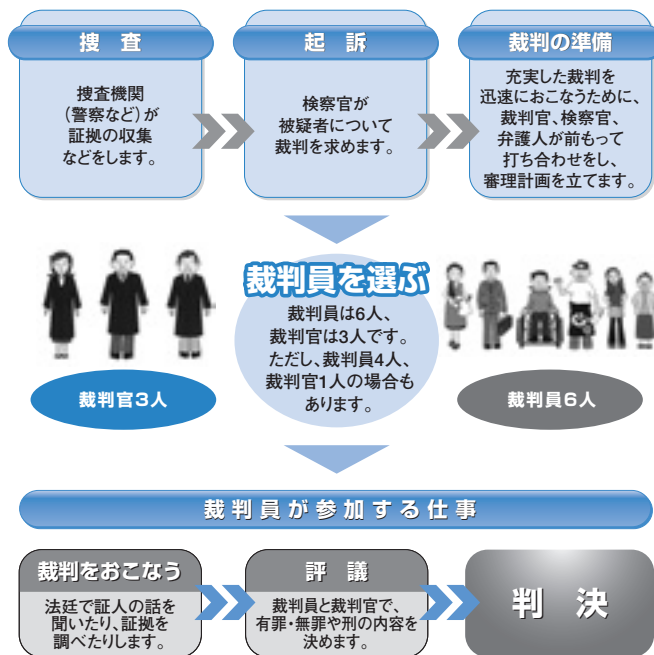 捜 査
捜査機関
（警察など）が
証拠の収集
などをします。
起 訴
検察官が
被疑者について
裁判を求めます。
裁判の準備
充実した裁判を
迅速におこなうために、
裁判官、検察官、
弁護人が前もって
打ち合わせをし、
審理計画を立てます。
裁判官3人
裁判員を選ぶ
裁判員は6人、
裁判官は3人です。
ただし、裁判員4人、
裁判官1人の場合も
あります。
裁判員6人
裁判員が参加する仕事
裁判をおこなう
法廷で証人の話を
聞いたり、証拠を
調べたりします。
評 議
裁判員と裁判官で、
有罪・無罪や刑の内容を
決めます。
判 決